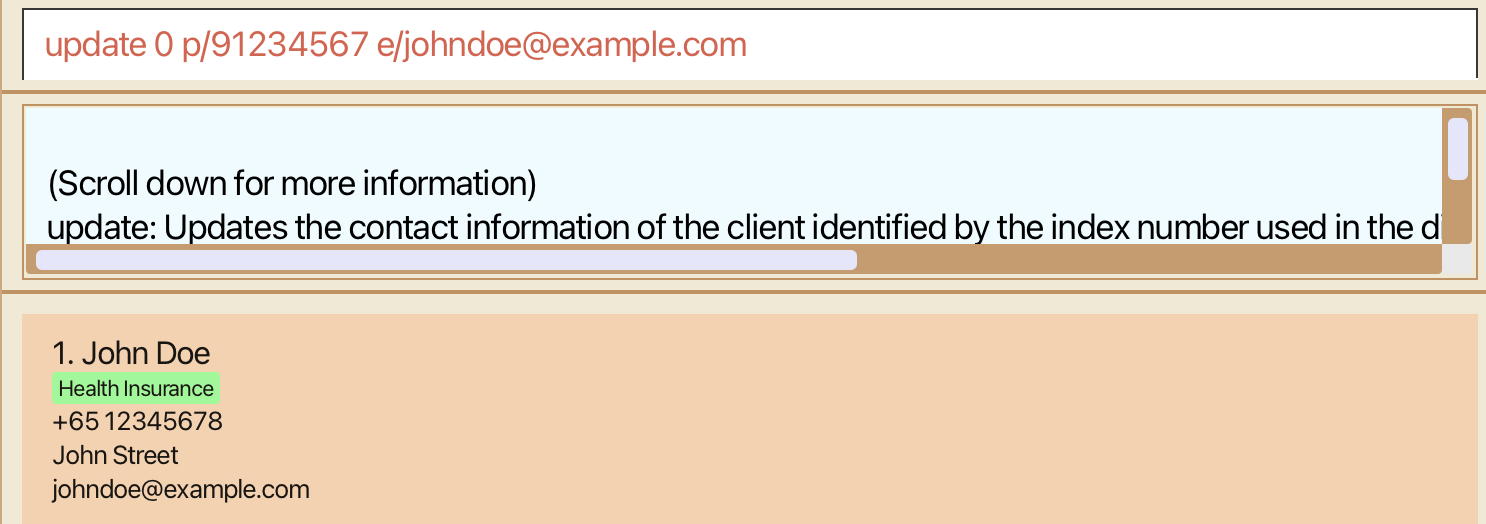 update 0 p/91234567 e/johndoe@example.com
(Scroll down for more information)
update: Updates the contact information of the client identified by the index number used in the
1. John Doe
Health Insurance
+65 12345678
John Street
johndoe@example.com